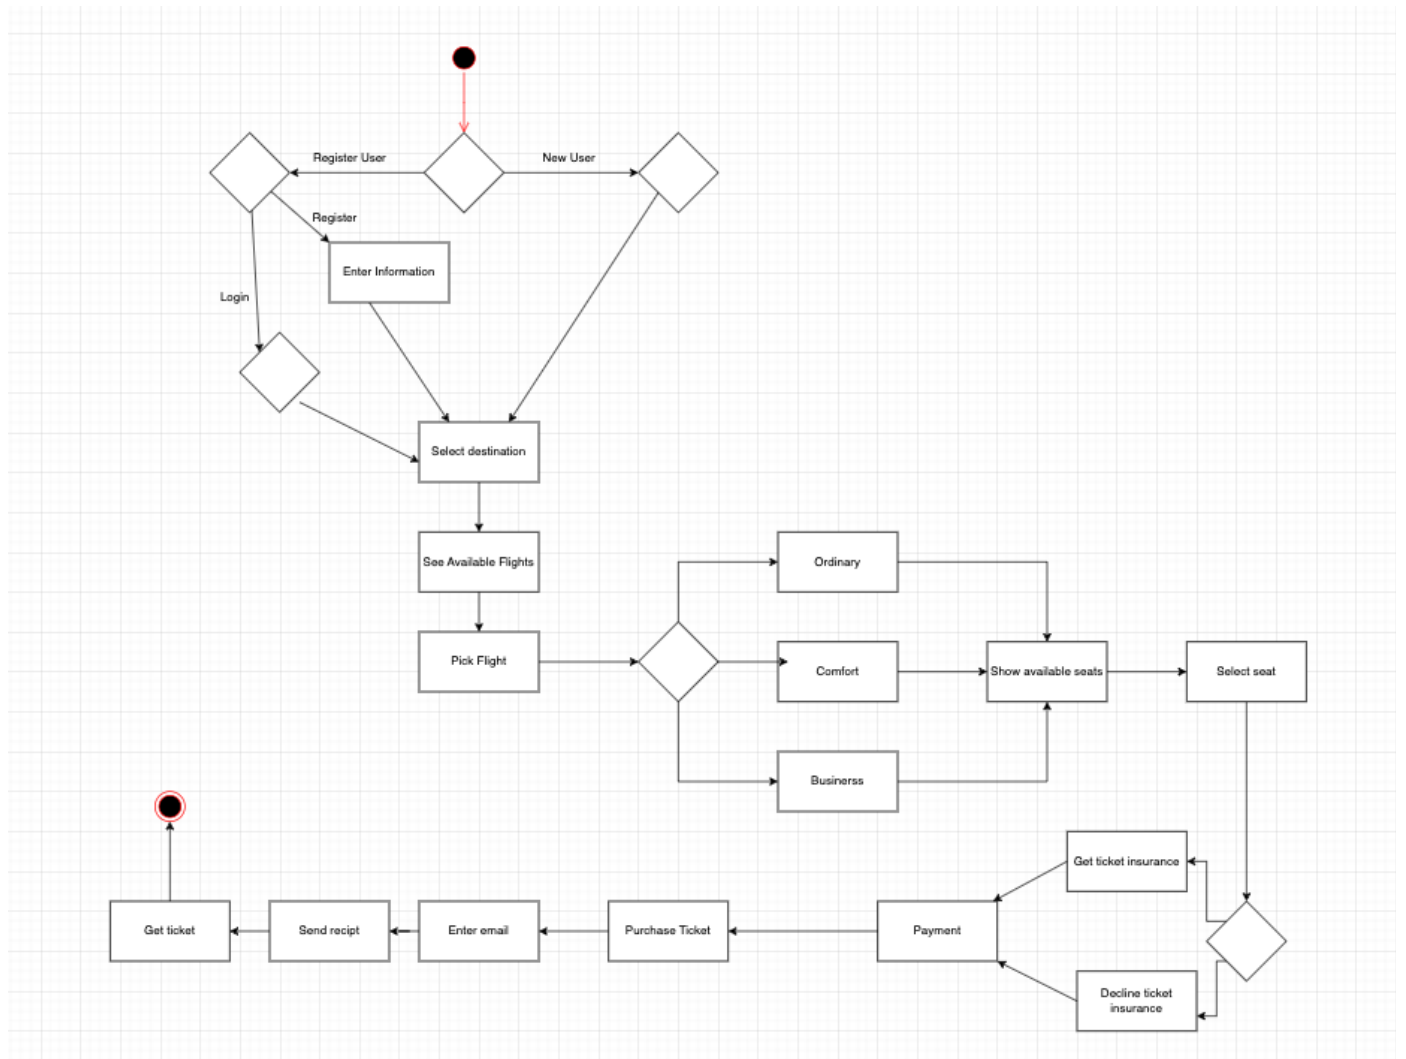 Register User
New User
Register
Enter Information
Login
Select destination
See Available Flights
Ordinary
Pick Flight
Comfort
Show available seats
Select seat
Businerss
Get ticket insurance
Get ticket
Send recipt
Enter email
Purchase Ticket
Payment
Decline ticket
insurance